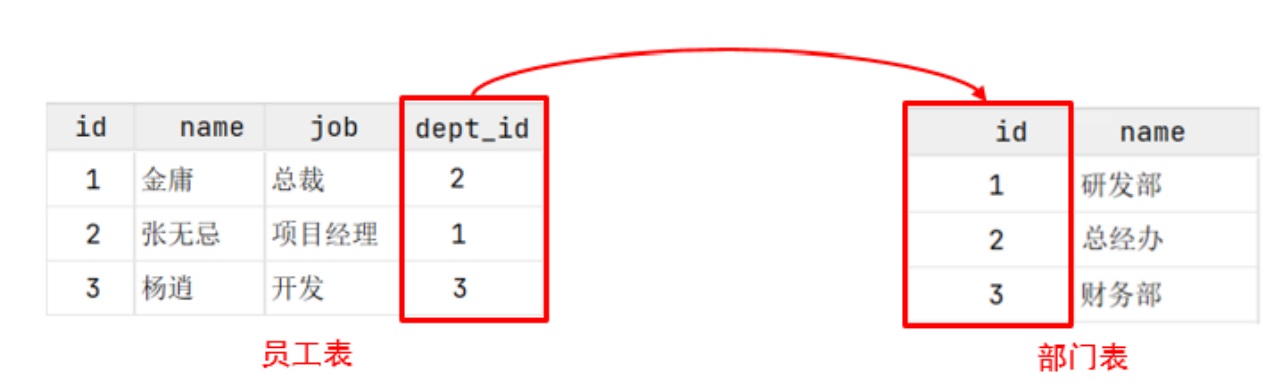 id name job dept_id
1 金庸 总裁 2
2 张无忌 项目经理 1
3 杨逍 开发 3
员工表
id name
1 研发部
2 总经办
3 财务部
部门表